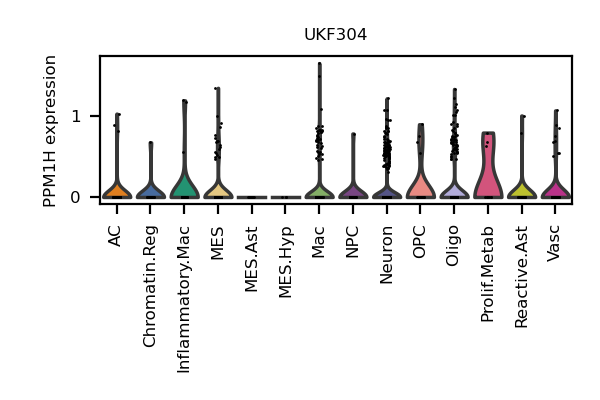 UKF304
PPM1H expression
1
0
AC
Chromatin.Reg
Inflammatory.Mac
MES
MES.Ast
MES.Hyp
Mac
NPC
Neuron
OPC
Oligo
Prolif.Metab
Reactive.Ast
Vasc